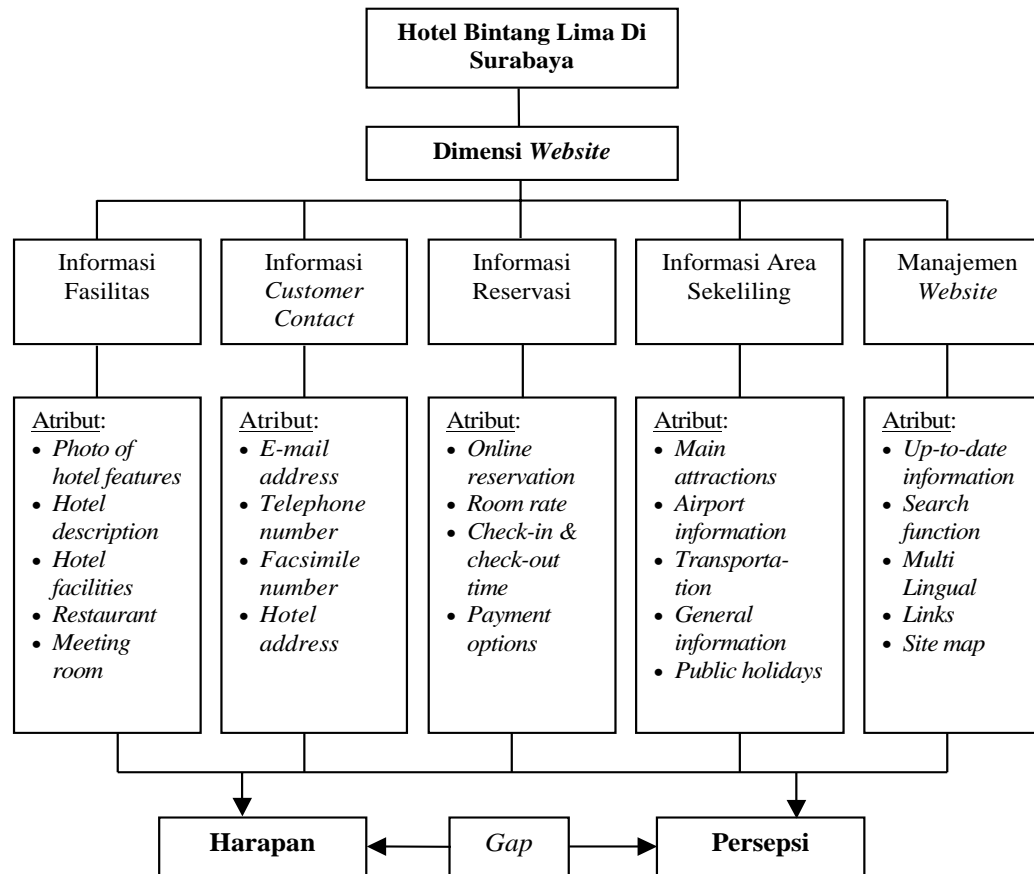 Hotel Bintang Lima Di
Surabaya
Dimensi Website
Informasi
Fasilitas
Informasi
Customer
Contact
Informasi
Reservasi
Informasi Area
Sekeliling
Manajemen
Website
Atribut:
• Photo of
hotel features
• Hotel
description
• Hotel
facilities
• Restaurant
• Meeting
room
Atribut:
• E-mail
address
• Telephone
number
• Facsimile
number
• Hotel
address
Atribut:
• Online
reservation
• Room rate
• Check-in &
check-out
time
• Payment
options
Atribut:
• Main
attractions
• Airport
information
• Transporta-
tion
• General
information
• Public holidays
Atribut:
• Up-to-date
information
• Search
function
• Multi
Lingual
• Links
• Site map
Harapan
Gap
Persepsi